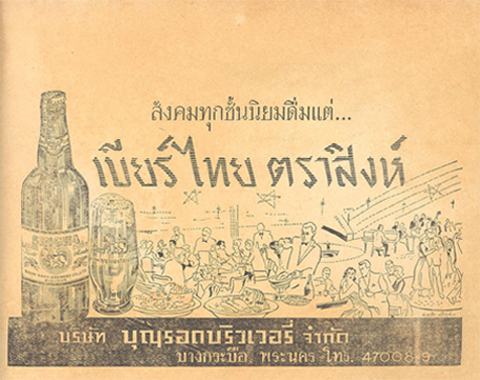 สังคมทุกชั้นนิยมดื่มแต่...
เบียร์ไทย ตราสิงห์
บริษัท บุญรอดบริวเวอรี่ จำกัด
บางกระบือ, พระนคร โทร. 47008-9